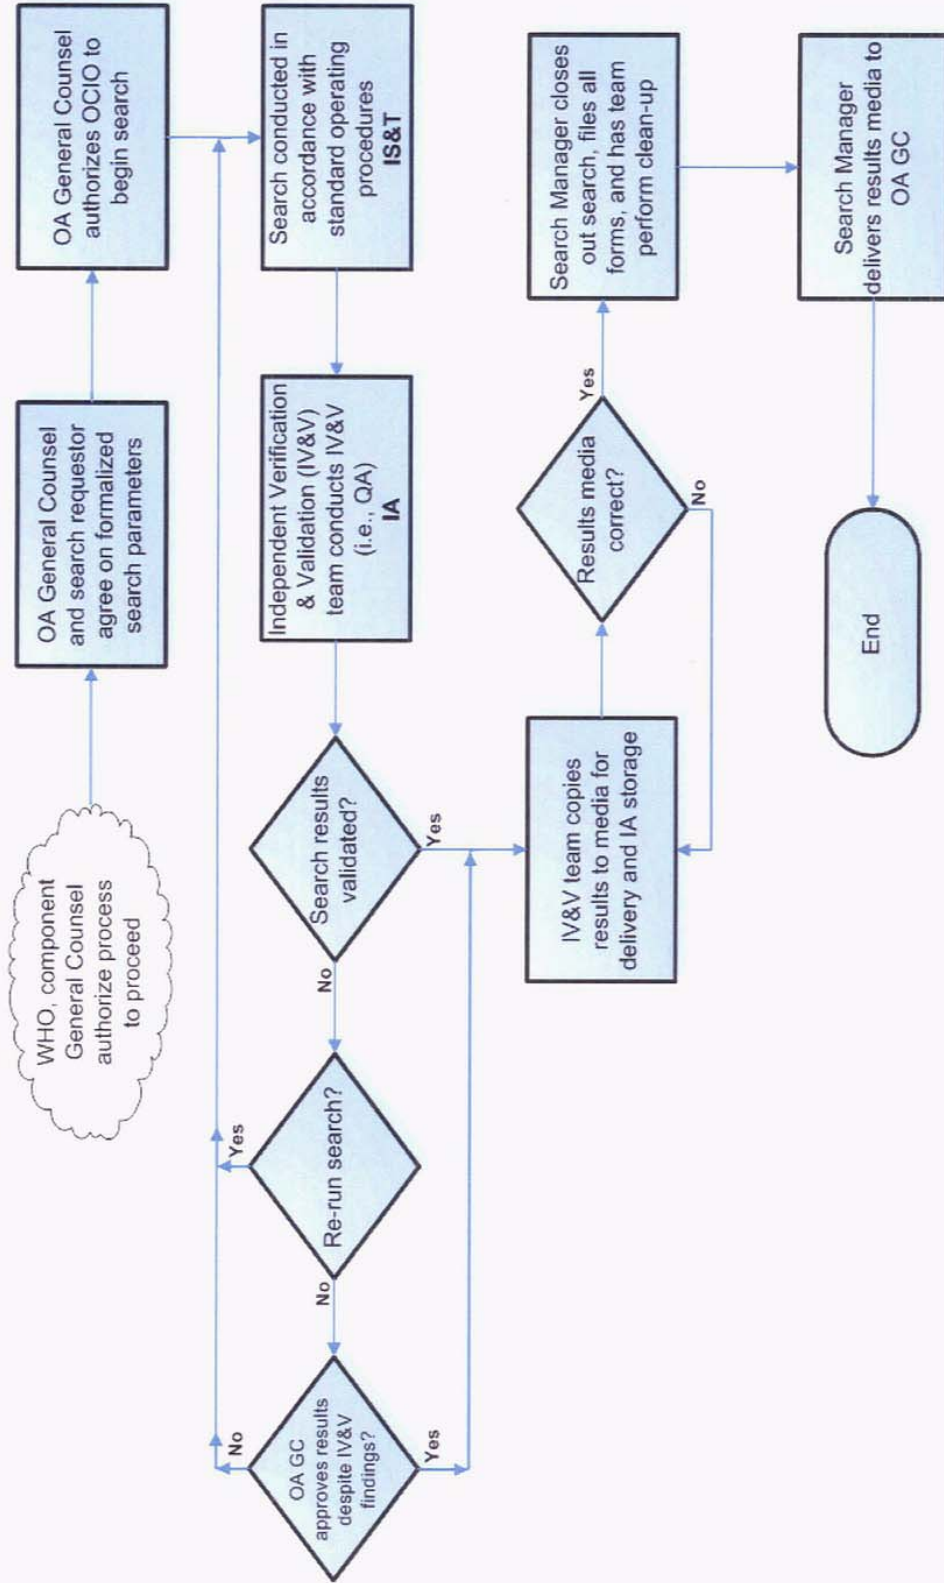 WHO, component
General Counsel
authorize process
to proceed
OA General Counsel
and search requestor
agree on formalized
search parameters
OA General Counsel
authorizes OCIO to
begin search
Search conducted in
accordance with
standard operating
procedures
IS&T
Independent Verification
& Validation (IV&V)
team conducts IV&V
(i.e., QA)
IA
Search results
validated?
No
Yes
Re-run search?
Yes
No
OA GC
approves results
despite IV&V
findings?
No
Yes
IV&V team copies
results to media for
delivery and IA storage
Results media
correct?
Yes
No
Search Manager closes
out search, files all
forms, and has team
perform clean-up
Search Manager
delivers results media to
OA GC
End